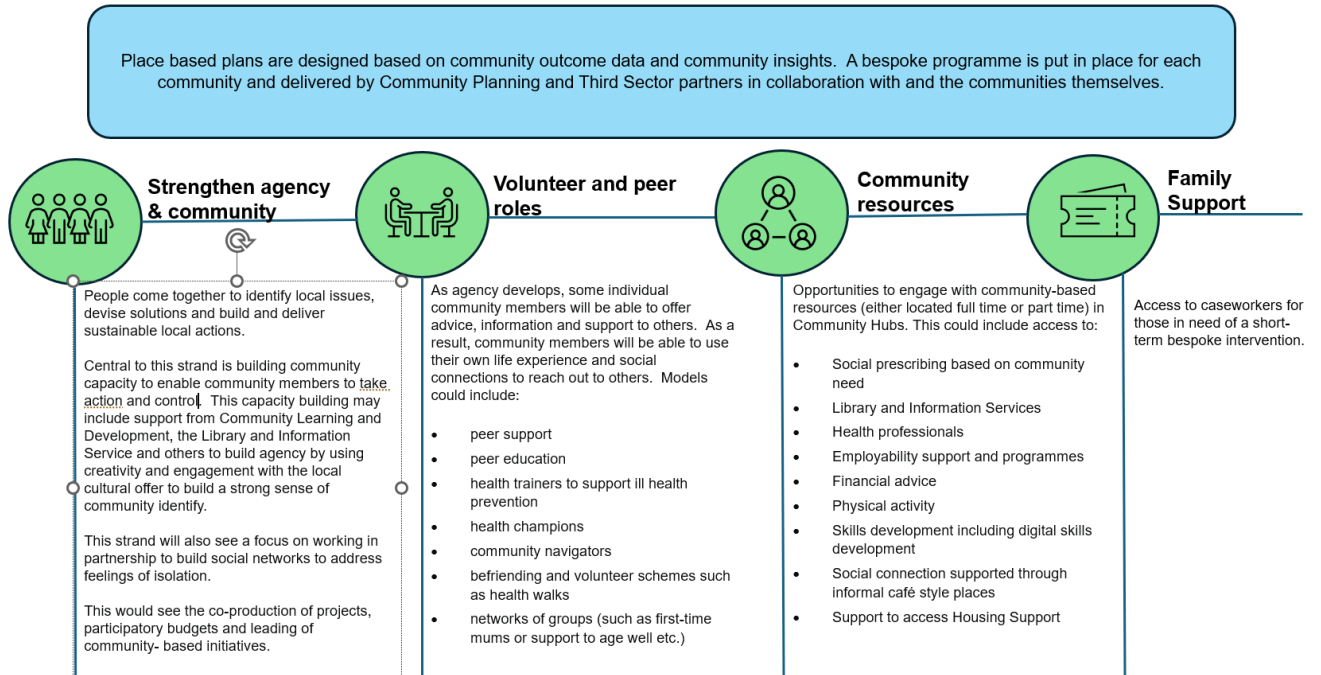 Place based plans are designed based on community outcome data and community insights.  A bespoke programme is put in place for each
community and delivered by Community Planning and Third Sector partners in collaboration with and the communities themselves.
Strengthen agency
& community
People come together to identify local issues,
devise solutions and build and deliver
sustainable local actions.
Central to this strand is building community
capacity to enable community members to take
action and control.  This capacity building may
include support from Community Learning and
Development, the Library and Information
Service and others to build agency by using
creativity and engagement with the local
cultural offer to build a strong sense of
community identify.
This strand will also see a focus on working in
partnership to build social networks to address
feelings of isolation.
This would see the co-production of projects,
participatory budgets and leading of
community- based initiatives.
Volunteer and peer
roles
As agency develops, some individual
community members will be able to offer
advice, information and support to others.  As a
result, community members will be able to use
their own life experience and social
connections to reach out to others.  Models
could include:
• peer support
• peer education
• health trainers to support ill health
prevention
• health champions
• community navigators
• befriending and volunteer schemes such
as health walks
• networks of groups (such as first-time
mums or support to age well etc.)
Community
resources
Opportunities to engage with community-based
resources (either located full time or part time) in
Community Hubs. This could include access to:
• Social prescribing based on community
need
• Library and Information Services
• Health professionals
• Employability support and programmes
• Financial advice
• Physical activity
• Skills development including digital skills
development
• Social connection supported through
informal café style places
• Support to access Housing Support
Family
Support
Access to caseworkers for
those in need of a short-
term bespoke intervention.